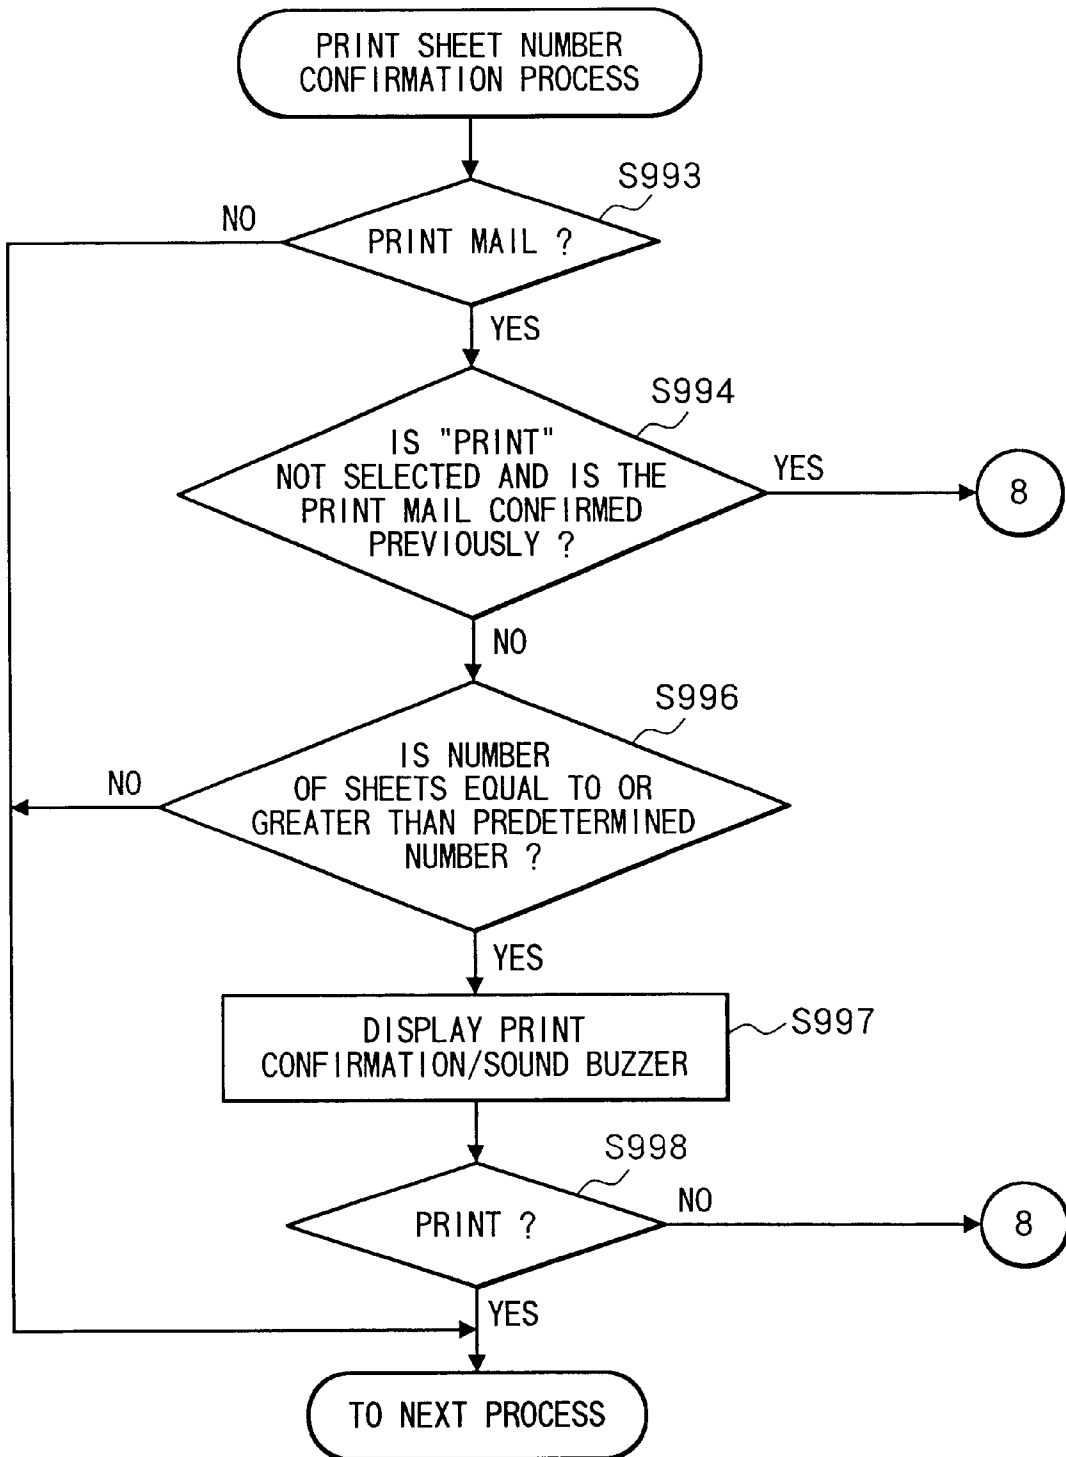 PRINT SHEET NUMBER
CONFIRMATION PROCESS
S993
NO
PRINT MAIL ?
YES
S994
IS "PRINT"
NOT SELECTED AND IS THE
PRINT MAIL CONFIRMED
PREVIOUSLY ?
YES
8
NO
S996
IS NUMBER
OF SHEETS EQUAL TO OR
GREATER THAN PREDETERMINED
NUMBER ?
NO
YES
DISPLAY PRINT
CONFIRMATION/SOUND BUZZER
S997
S998
PRINT ?
NO
8
YES
TO NEXT PROCESS